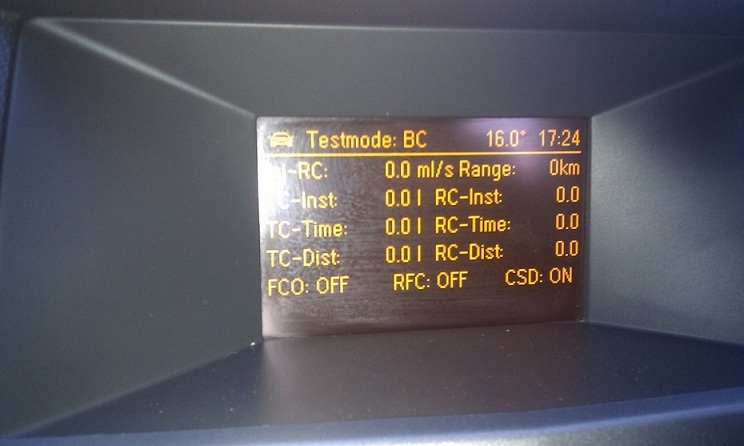 Testmode: BC 16.0° 17:24
-RC: 0.0 ml/s Range: 0km
-Inst: 0.0 l RC-Inst: 0.0
TC-Time: 0.0 l RC-Time: 0.0
TC-Dist: 0.0 l RC-Dist: 0.0
FCO: OFF RFC: OFF CSD: ON